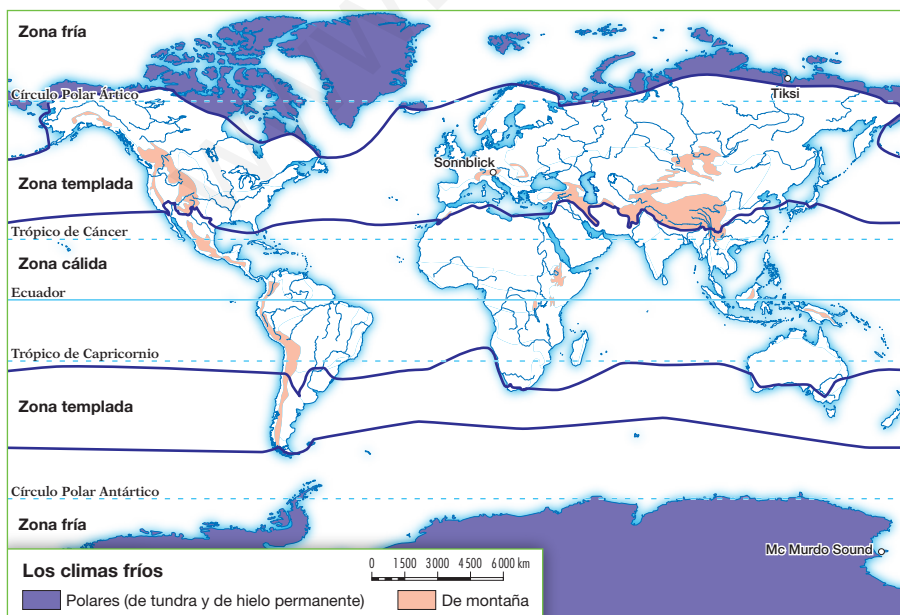 Zona fría
Círculo Polar Ártico
Tiksi
Sonnblick
Zona templada
Trópico de Cáncer
Zona cálida
Ecuador
Trópico de Capricornio
Zona templada
Círculo Polar Antártico
Zona fría
Mc Murdo Sound
Los climas fríos
0 1500 3000 4500 6000 km
Polares (de tundra y de hielo permanente) De montaña